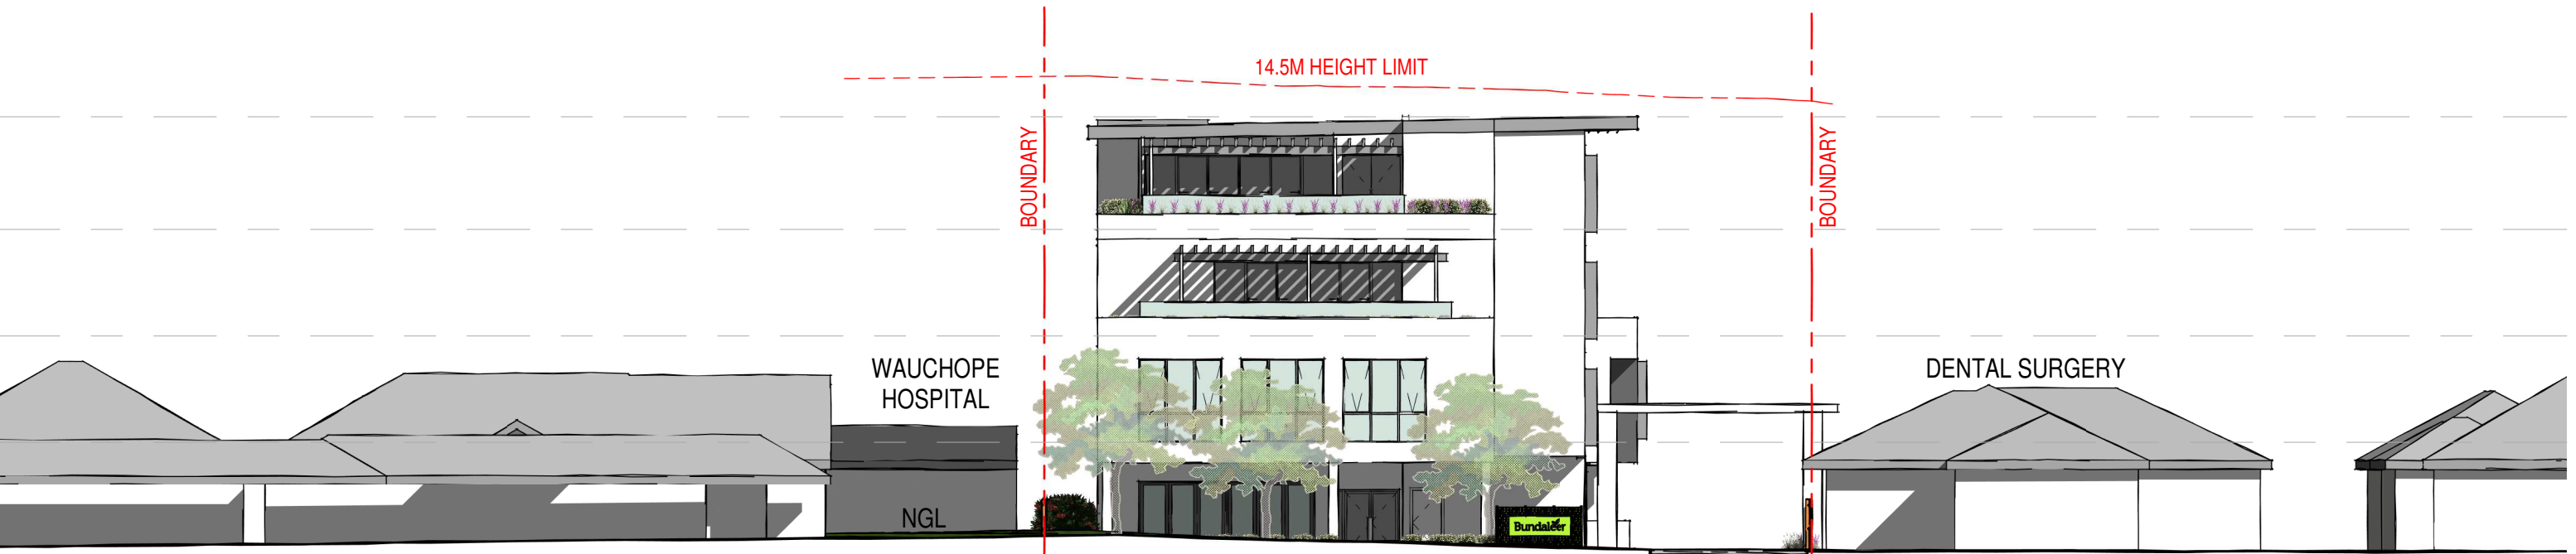 14.5M HEIGHT LIMIT
BOUNDARY
BOUNDARY
WAUCHOPE
HOSPITAL
DENTAL SURGERY
NGL
Bundaleer